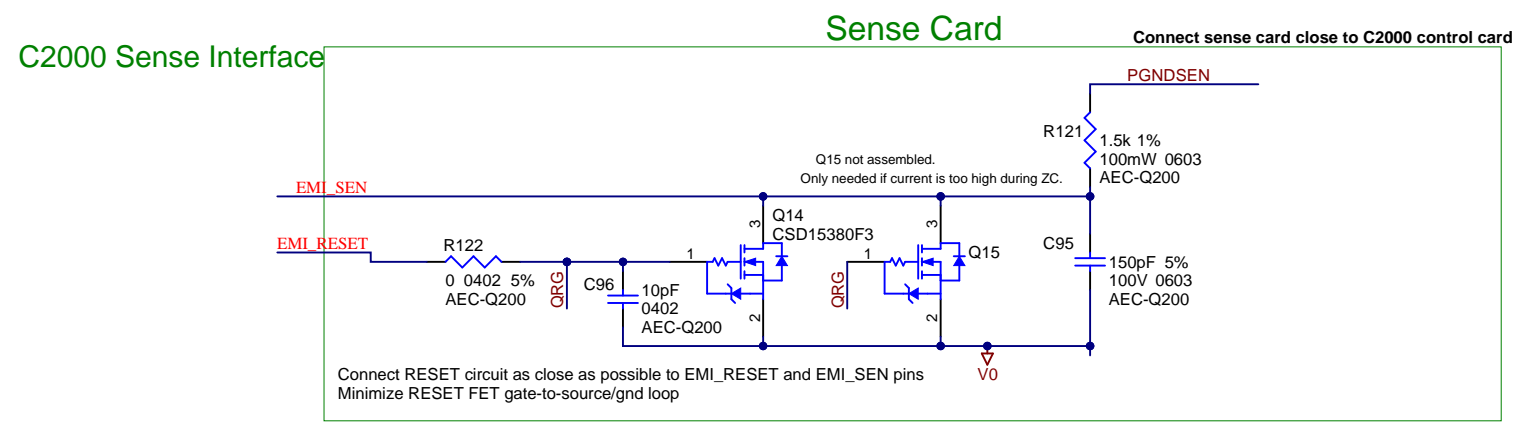 Sense Card
Connect sense card close to C2000 control card
C2000 Sense Interface
PGNDSEN
R121
1.5k 1%
100mW 0603
AEC-Q200
Q15 not assembled.
Only needed if current is too high during ZC.
EMI_SEN
3
Q14
CSD15380F3
3
Q15
EMI_RESET
R122
0 0402 5%
AEC-Q200
QRG
C96
10pF
0402
AEC-Q200
1
2
QRG
1
2
C95
150pF 5%
100V 0603
AEC-Q200
V0
Connect RESET circuit as close as possible to EMI_RESET and EMI_SEN pins
Minimize RESET FET gate-to-source/gnd loop